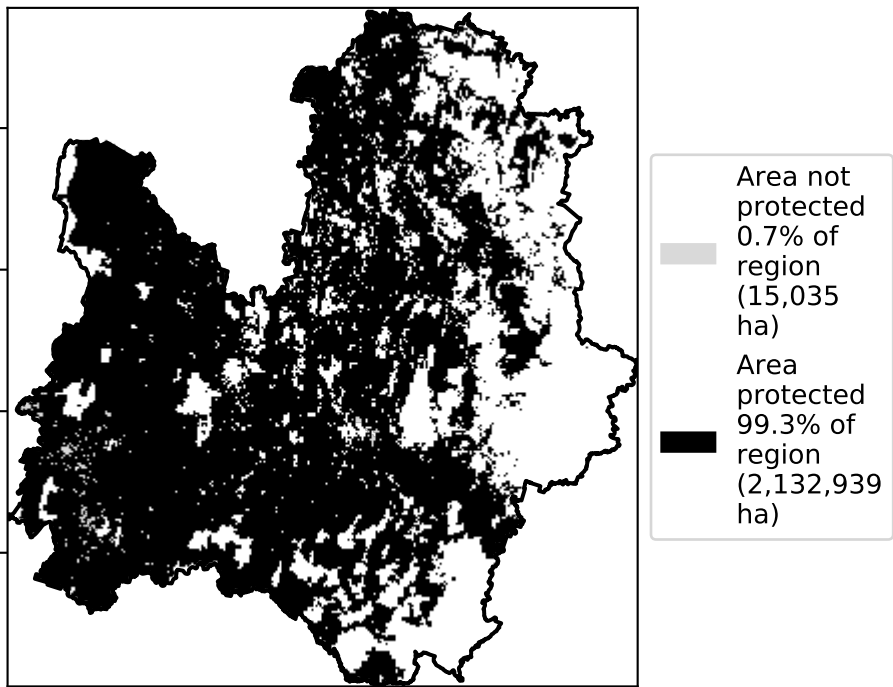 Area not
protected
0.7% of
region
(15,035
ha)
Area
protected
99.3% of
region
(2,132,939
ha)